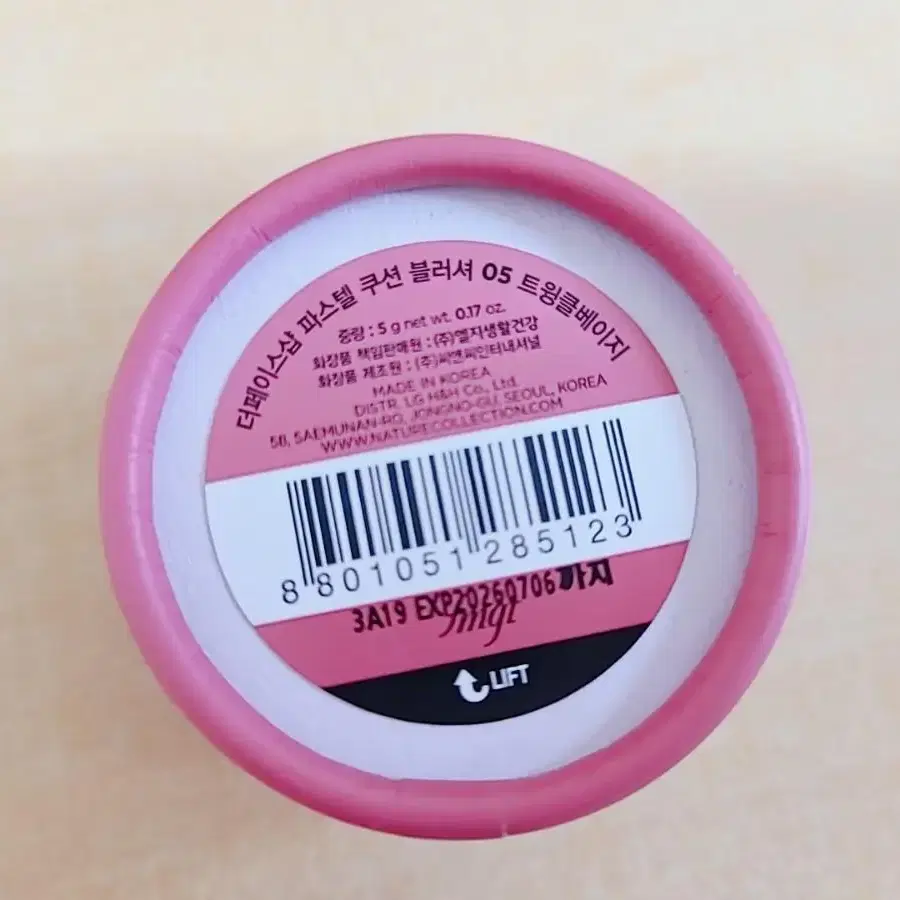 더페이스샵 파스텔 쿠션 블러셔 05 트윙클베이지
중량 : 5 g net wt. 0.17 oz.
화장품 책임판매원 : (주)엘지생활건강
화장품 제조원 : (주)씨앤씨인터내셔널
MADE IN KOREA
DISTR. LG H&H Co., Ltd.
58, SAEMUNAN-RO, JONGNO-GU, SEOUL, KOREA
WWW.NATURECOLLECTION.COM
8 801051 285123
3A19 EXP20260706까지
fmgt
LIFT